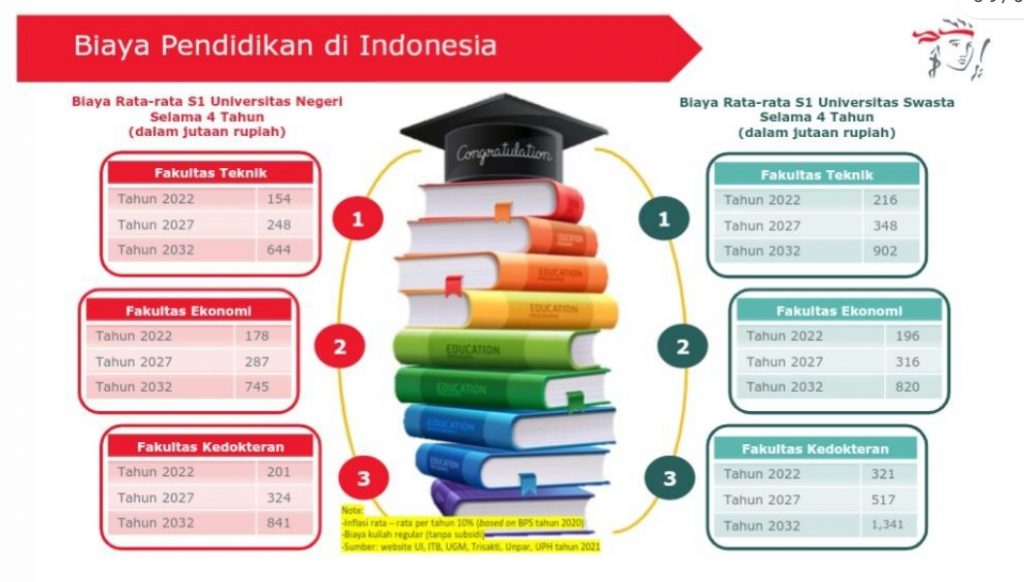 Biaya Pendidikan di Indonesia
Biaya Rata-rata S1 Universitas Negeri
Selama 4 Tahun
(dalam jutaan rupiah)
Fakultas Teknik
Tahun 2022 154
Tahun 2027 248
Tahun 2032 644
Fakultas Ekonomi
Tahun 2022 178
Tahun 2027 287
Tahun 2032 745
Fakultas Kedokteran
Tahun 2022 201
Tahun 2027 324
Tahun 2032 841
1
2
3
Congratulation
EDUCATION
EDUCATION
EDUCATION
EDUCATION
EDUCATION
EDUCATION
EDUCATION
Note:
-Inflasi rata – rata per tahun 10% (based on BPS tahun 2020)
-Biaya kuliah regular (tanpa subsidi)
-Sumber: website UI, ITB, UGM, Trisakti, Unpar, UPH tahun 2021
Biaya Rata-rata S1 Universitas Swasta
Selama 4 Tahun
(dalam jutaan rupiah)
1
2
3
Fakultas Teknik
Tahun 2022 216
Tahun 2027 348
Tahun 2032 902
Fakultas Ekonomi
Tahun 2022 196
Tahun 2027 316
Tahun 2032 820
Fakultas Kedokteran
Tahun 2022 321
Tahun 2027 517
Tahun 2032 1,341